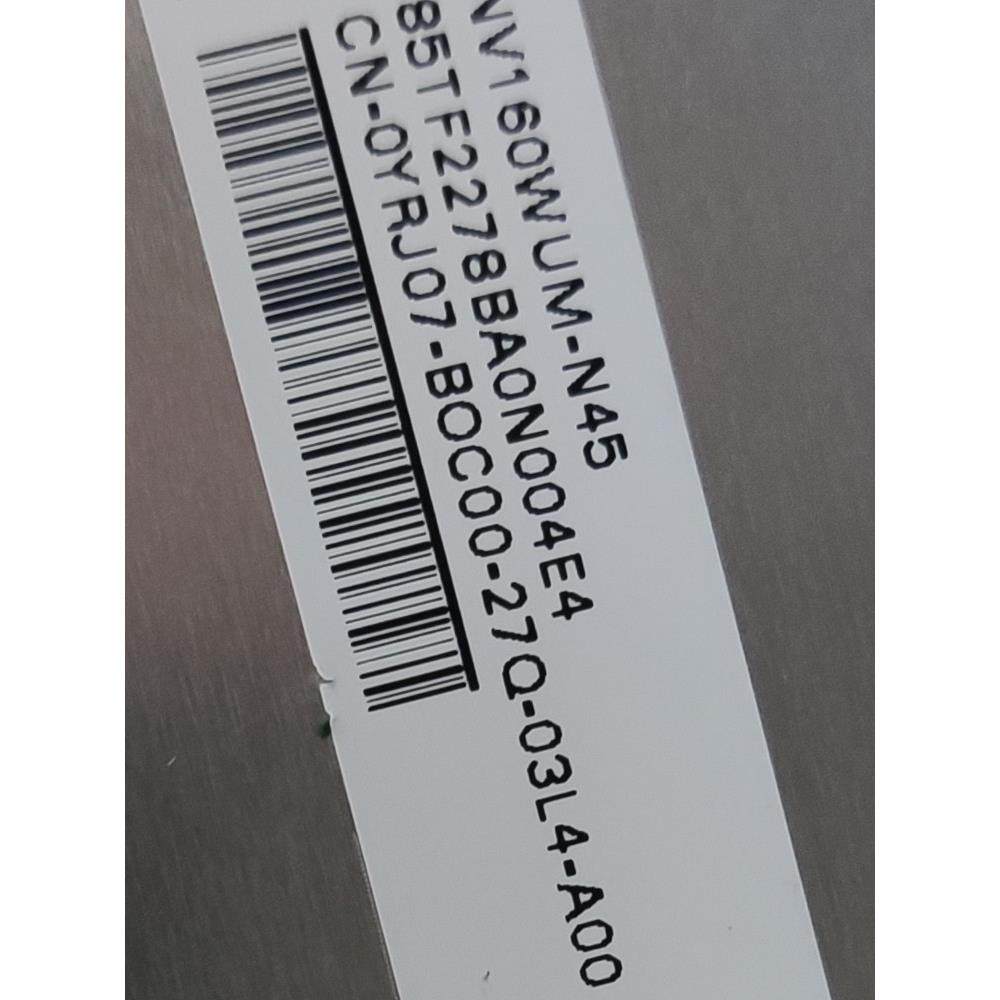 NV160WUM-N45
85TF2278BA0N004E4
CN-0YRJ07-BOC00-27Q-03L4-A00